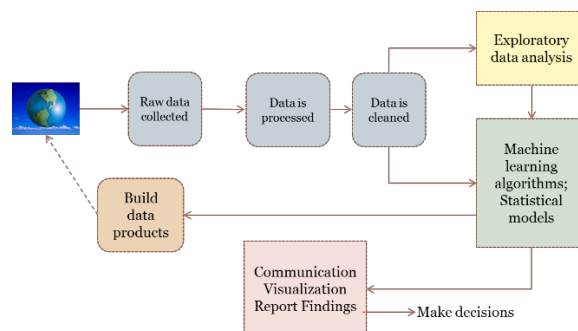 Exploratory
data analysis
Raw data
collected
Data is
processed
Data is
cleaned
Machine
learning
algorithms;
Statistical
models
Build
data
products
Communication
Visualization
Report Findings
Make decisions